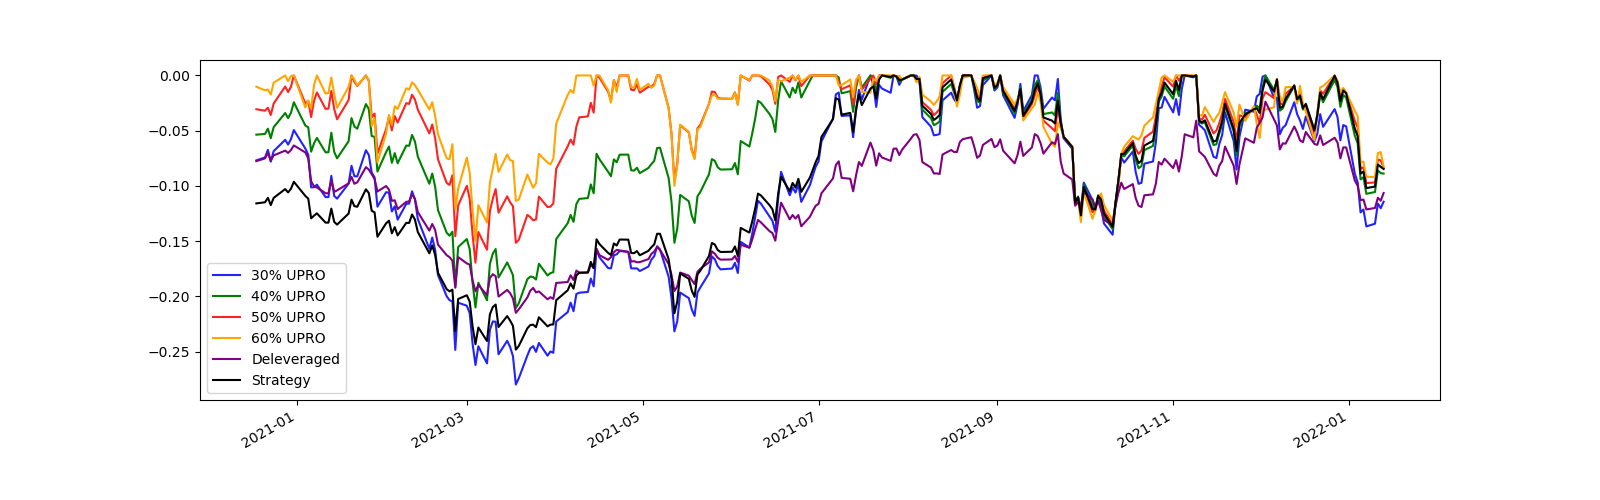 0.00
−0.05
−0.10
−0.15
−0.20
−0.25
30% UPRO
40% UPRO
50% UPRO
60% UPRO
Deleveraged
Strategy
2021-01
2021-03
2021-05
2021-07
2021-09
2021-11
2022-01